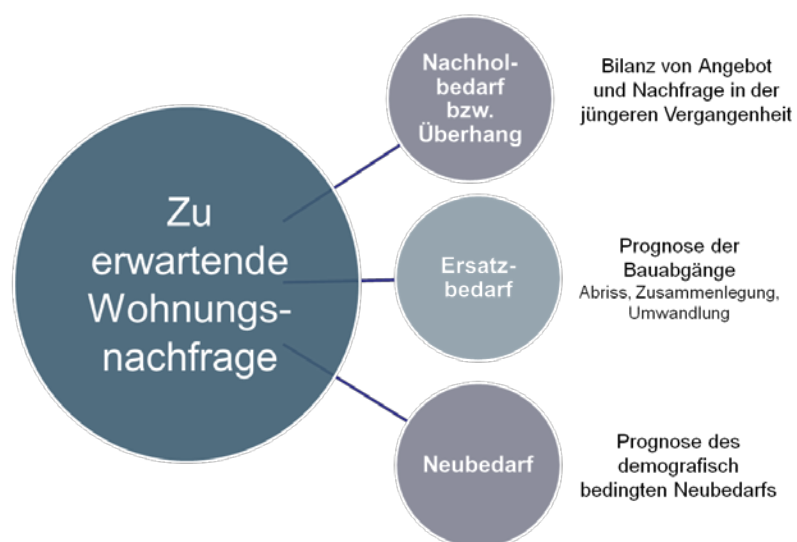 Zu
erwartende
Wohnungs-
nachfrage
Nachhol-
bedarf
bzw.
Überhang
Bilanz von Angebot
und Nachfrage in der
jüngeren Vergangenheit
Ersatz-
bedarf
Prognose der
Bauabgänge
Abriss, Zusammenlegung,
Umwandlung
Neubedarf
Prognose des
demografisch
bedingten Neubedarfs